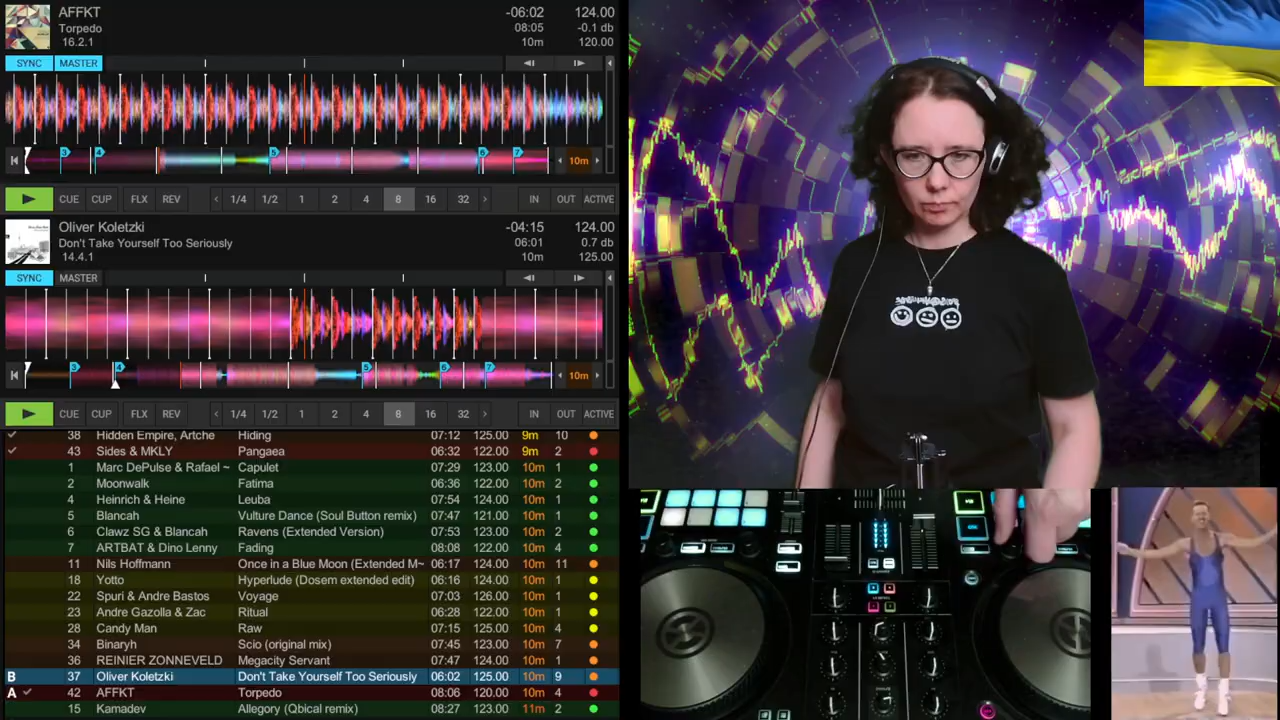 AFFKT -06:02 124.00
Torpedo 08:05 -0.1 db
16.2.1 10m 120.00
SYNC MASTER
3 4 5 6 7 10m
CUE CUP FLX REV 1/4 1/2 1 2 4 8 16 32 IN OUT ACTIVE
Oliver Koletzki -04:15 124.00
Don't Take Yourself Too Seriously 06:01 0.7 db
14.4.1 10m 125.00
SYNC MASTER
3 4 5 6 7 10m
CUE CUP FLX REV 1/4 1/2 1 2 4 8 16 32 IN OUT ACTIVE
38 Hidden Empire, Artche Hiding 07:12 125.00 9m 10
43 Sides & MKLY Pangaea 06:32 122.00 9m 2
1 Marc DePulse & Rafael ~ Capulet 07:29 123.00 10m 1
2 Moonwalk Fatima 06:36 122.00 10m 2
4 Heinrich & Heine Leuba 07:54 124.00 10m 1
5 Blancah Vulture Dance (Soul Button remix) 07:47 121.00 10m 1
6 Clawz SG & Blancah Ravens (Extended Version) 07:53 123.00 10m 2
7 ARTBAT & Dino Lenny Fading 08:08 122.00 10m 4
11 Nils Hoffmann Once in a Blue Moon (Extended M~ 06:17 124.00 10m 11
18 Yotto Hyperlude (Dosem extended edit) 06:16 124.00 10m 1
22 Spuri & Andre Bastos Voyage 07:03 126.00 10m 1
23 Andre Gazolla & Zac Ritual 06:28 122.00 10m 1
28 Candy Man Raw 07:15 124.00 10m 4
34 Binaryh Scio (original mix) 07:45 123.00 10m 7
36 REINIER ZONNEVELD Megacity Servant 07:47 124.00 10m 1
B 37 Oliver Koletzki Don't Take Yourself Too Seriously 06:02 125.00 10m 9
A 42 AFFKT Torpedo 08:06 120.00 10m 4
15 Kamadev Allegory (Qbical remix) 08:27 123.00 11m 2